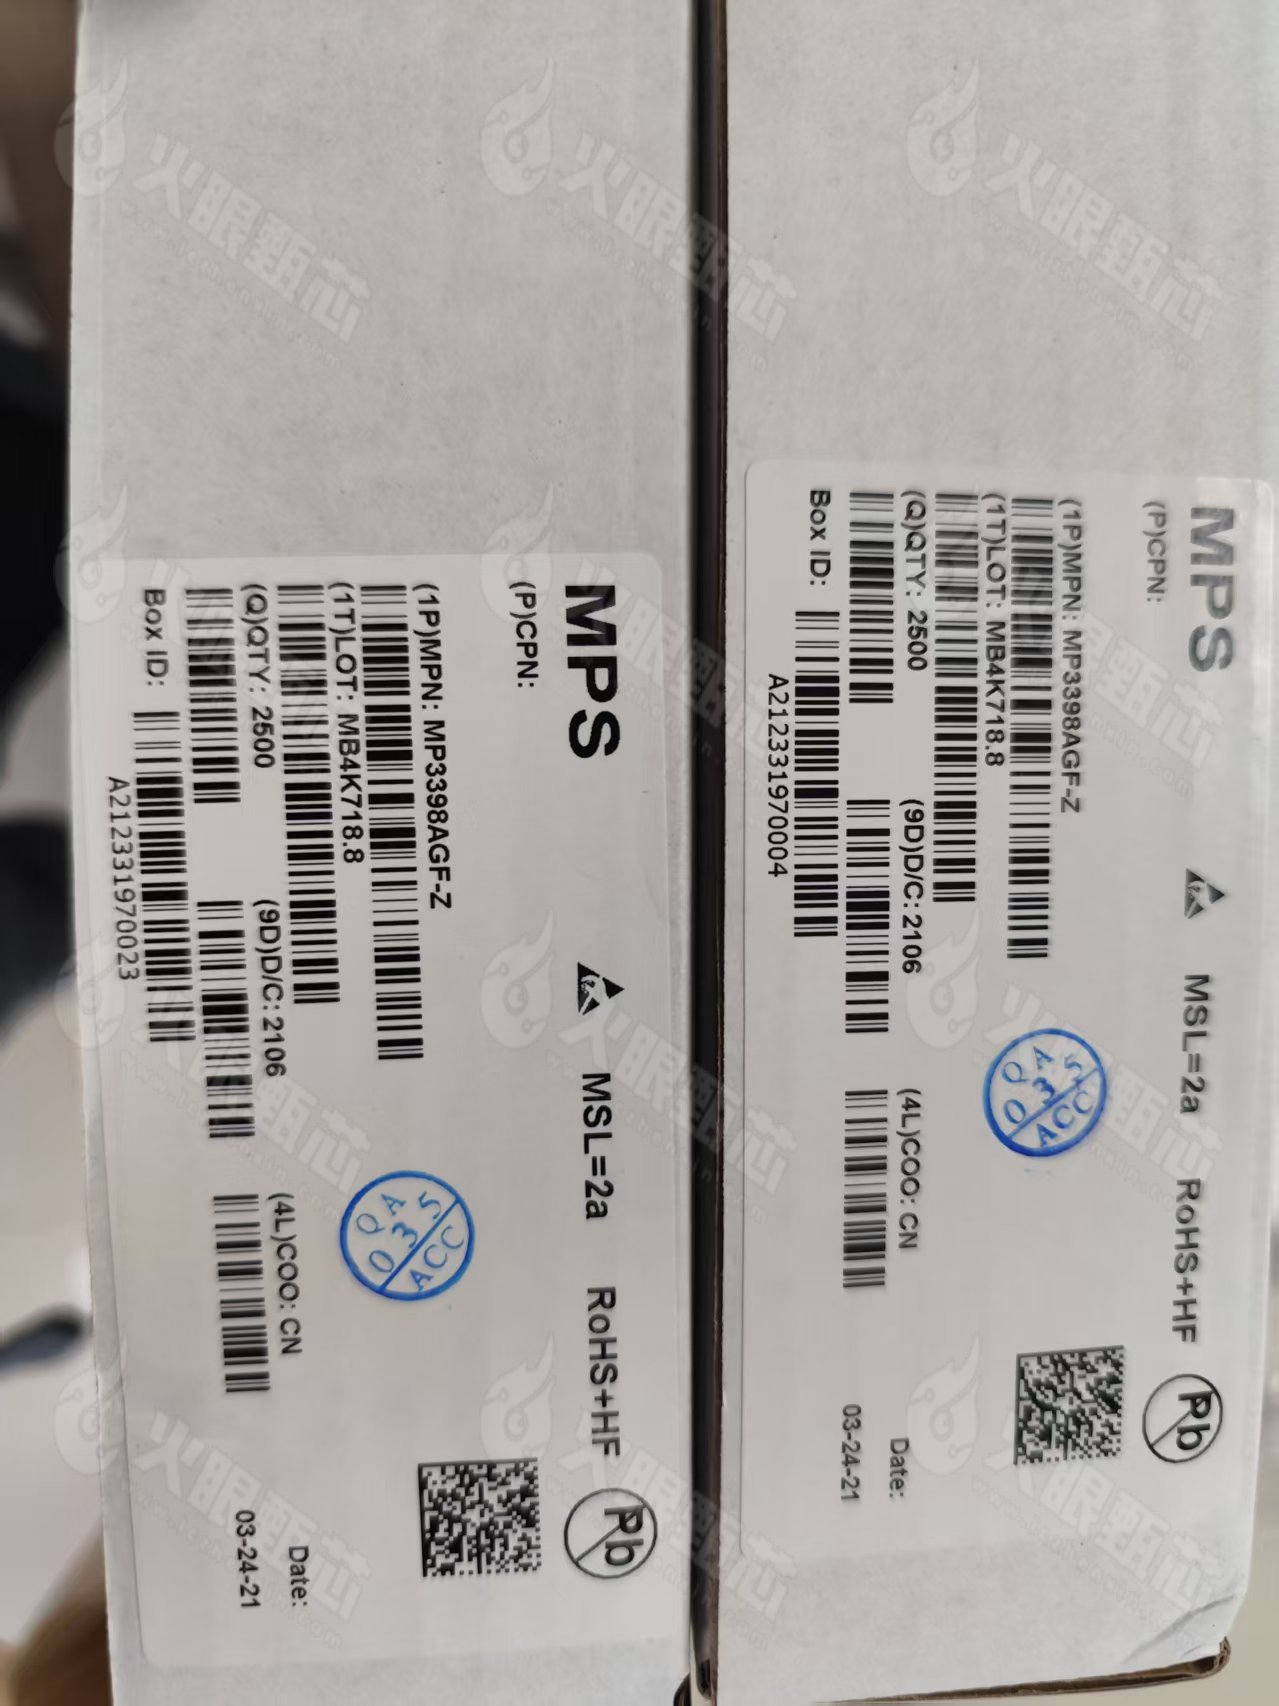 MPS
MSL=2a
RoHS+HF
Pb
(P)CPN:
(1P)MPN: MP3398AGF-Z
(1T)LOT: MB4K718.8
QA
035
ACC
(Q)QTY: 2500
(9D)D/C: 2106
(4L)COO: CN
Date:
03-24-21
Box ID:
A212331970004
MPS
MSL=2a
RoHS+HF
Pb
(P)CPN:
(1P)MPN: MP3398AGF-Z
(1T)LOT: MB4K718.8
QA
035
ACC
(Q)QTY: 2500
(9D)D/C: 2106
(4L)COO: CN
Date:
03-24-21
Box ID:
A212331970023
火眼甄芯